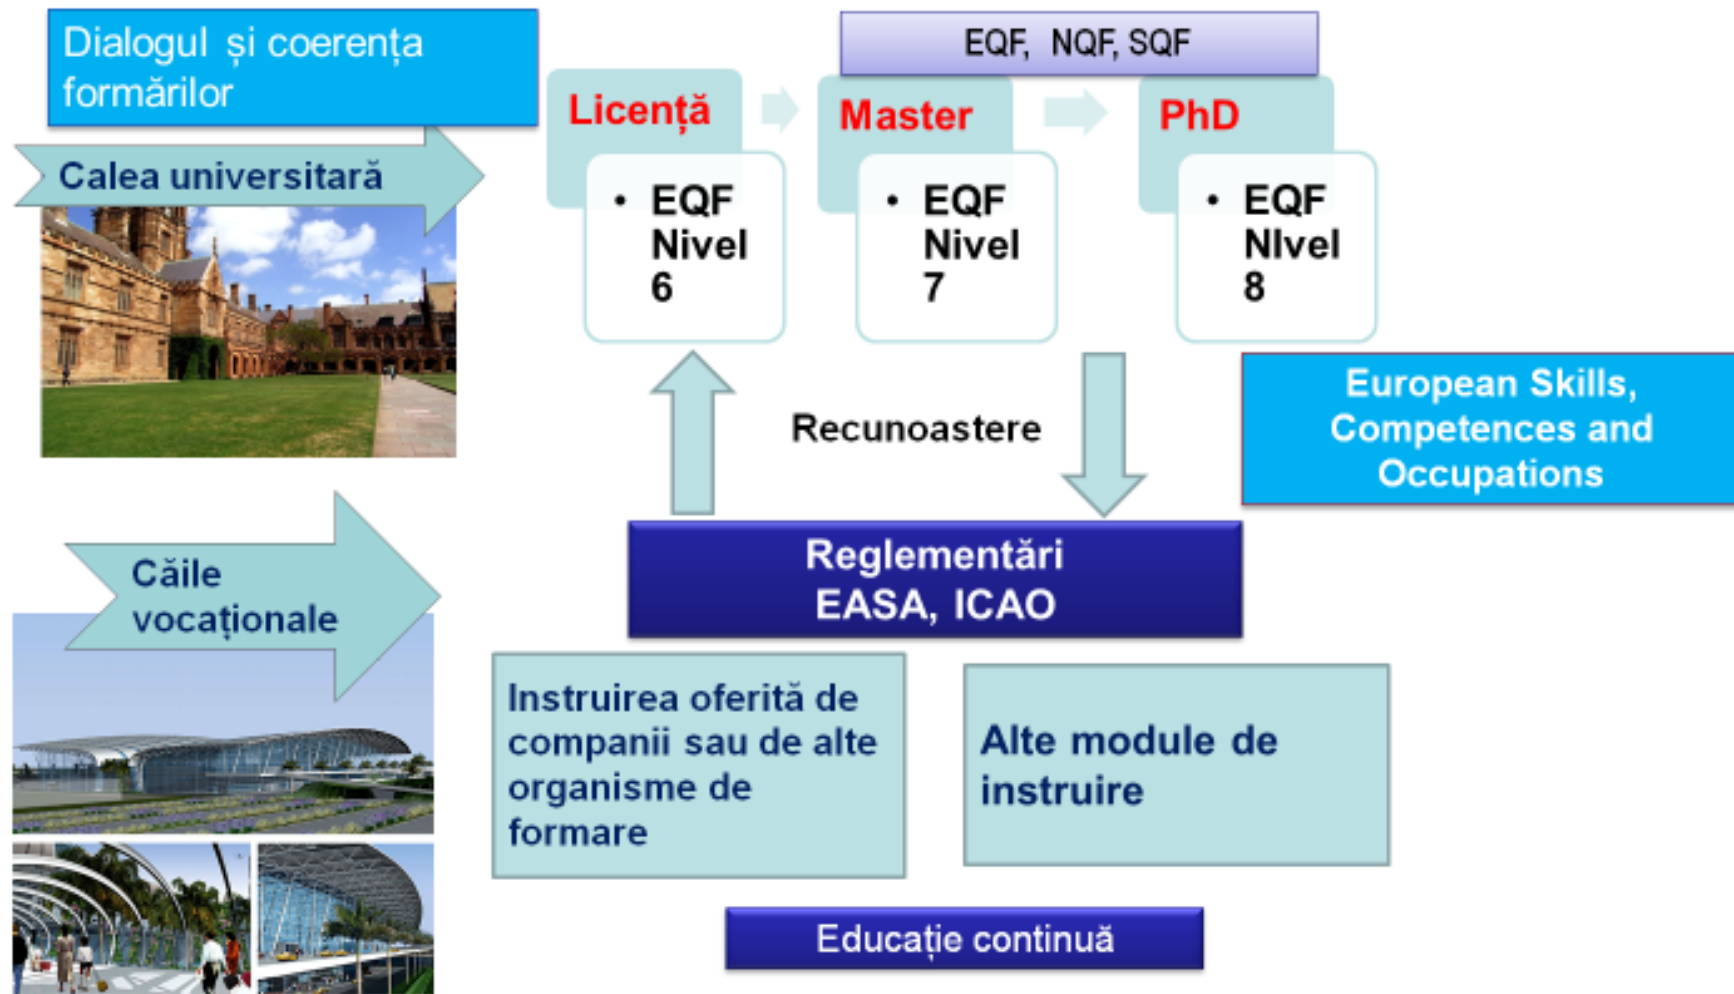 Dialogul și coerența
formărilor
EQF, NQF, SQF
Licență
Master
PhD
Calea universitară
• EQF
Nivel
6
• EQF
Nivel
7
• EQF
NIvel
8
Recunoastere
European Skills,
Competences and
Occupations
Căile
vocaționale
Reglementări
EASA, ICAO
Instruirea oferită de
companii sau de alte
organisme de
formare
Alte module de
instruire
Educație continuă